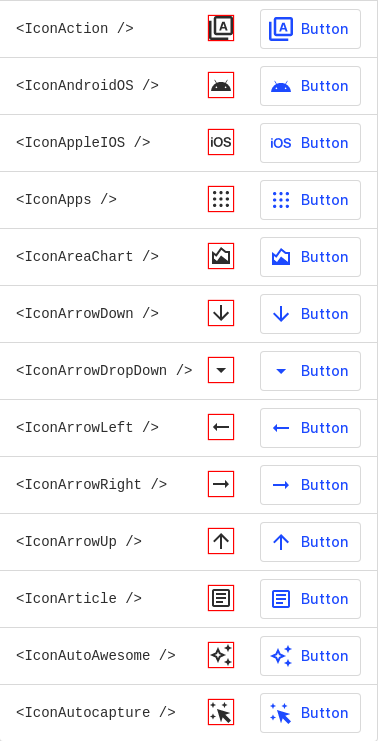 <IconAction /> A A Button
<IconAndroidOS /> Button
<IconAppleIOS /> iOS iOS Button
<IconApps /> Button
<IconAreaChart /> Button
<IconArrowDown /> Button
<IconArrowDropDown /> Button
<IconArrowLeft /> Button
<IconArrowRight /> Button
<IconArrowUp /> Button
<IconArticle /> Button
<IconAutoAwesome /> Button
<IconAutocapture /> Button